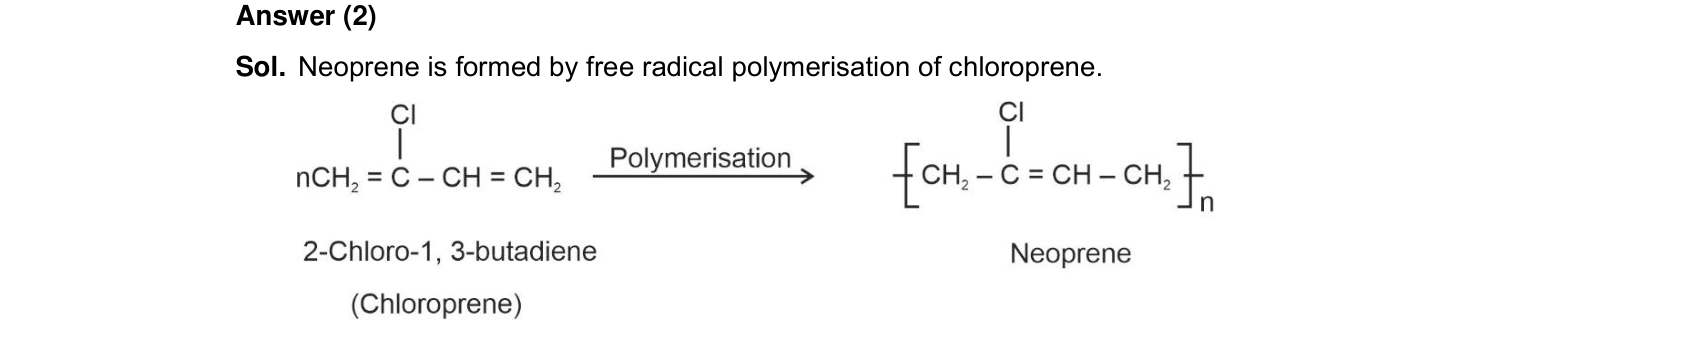 Answer (2)
Sol. Neoprene is formed by free radical polymerisation of chloroprene.
Cl
nCH₂ = C – CH = CH₂
Polymerisation
Cl
CH₂ – C = CH – CH₂
n
2-Chloro-1, 3-butadiene
(Chloroprene)
Neoprene